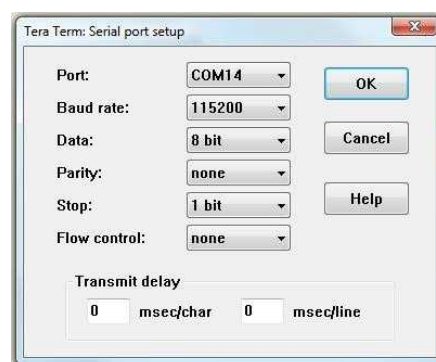 Tera Term: Serial port setup
Port: COM14 OK
Baud rate: 115200
Data: 8 bit Cancel
Parity: none
Stop: 1 bit Help
Flow control: none
Transmit delay
0 msec/char 0 msec/line